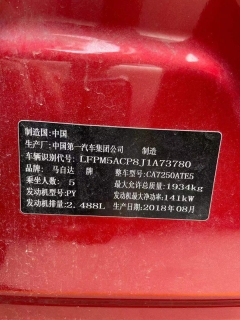 制造国:中国
生产厂:中国第一汽车集团公司 制造
车辆识别代号:LFPM5ACP8J1A73780
品牌:马自达 牌 整车型号:CA7250ATE5
乘坐人数:5 最大允许总质量:1934kg
发动机型号:PY 发动机最大净功率:141kW
发动机排量:2.488L 生产日期:2018年08月